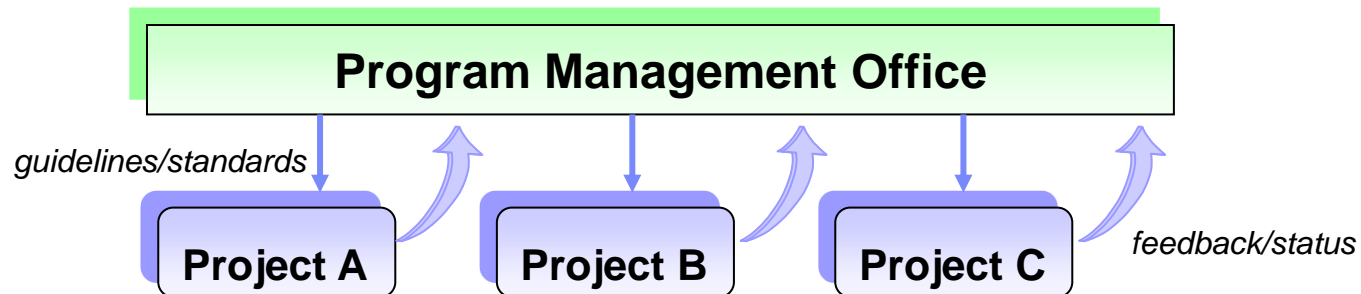 Program Management Office
guidelines/standards
Project A
Project B
Project C
feedback/status